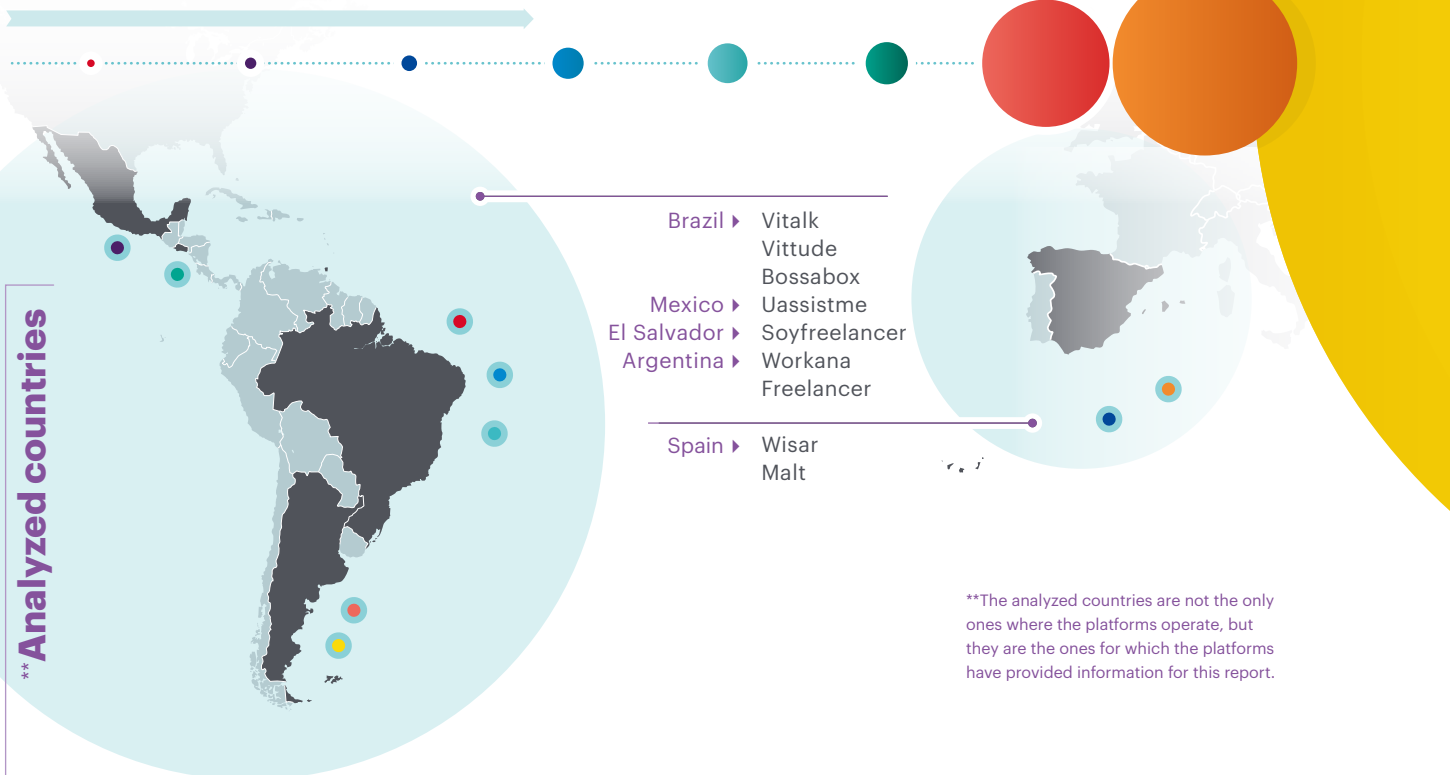 **Analyzed countries
Brazil Vitalk
Vittude
Bossabox
Mexico Uassistme
El Salvador Soyfreelancer
Argentina Workana
Freelancer
Spain Wisar
Malt
**The analyzed countries are not the only
ones where the platforms operate, but
they are the ones for which the platforms
have provided information for this report.